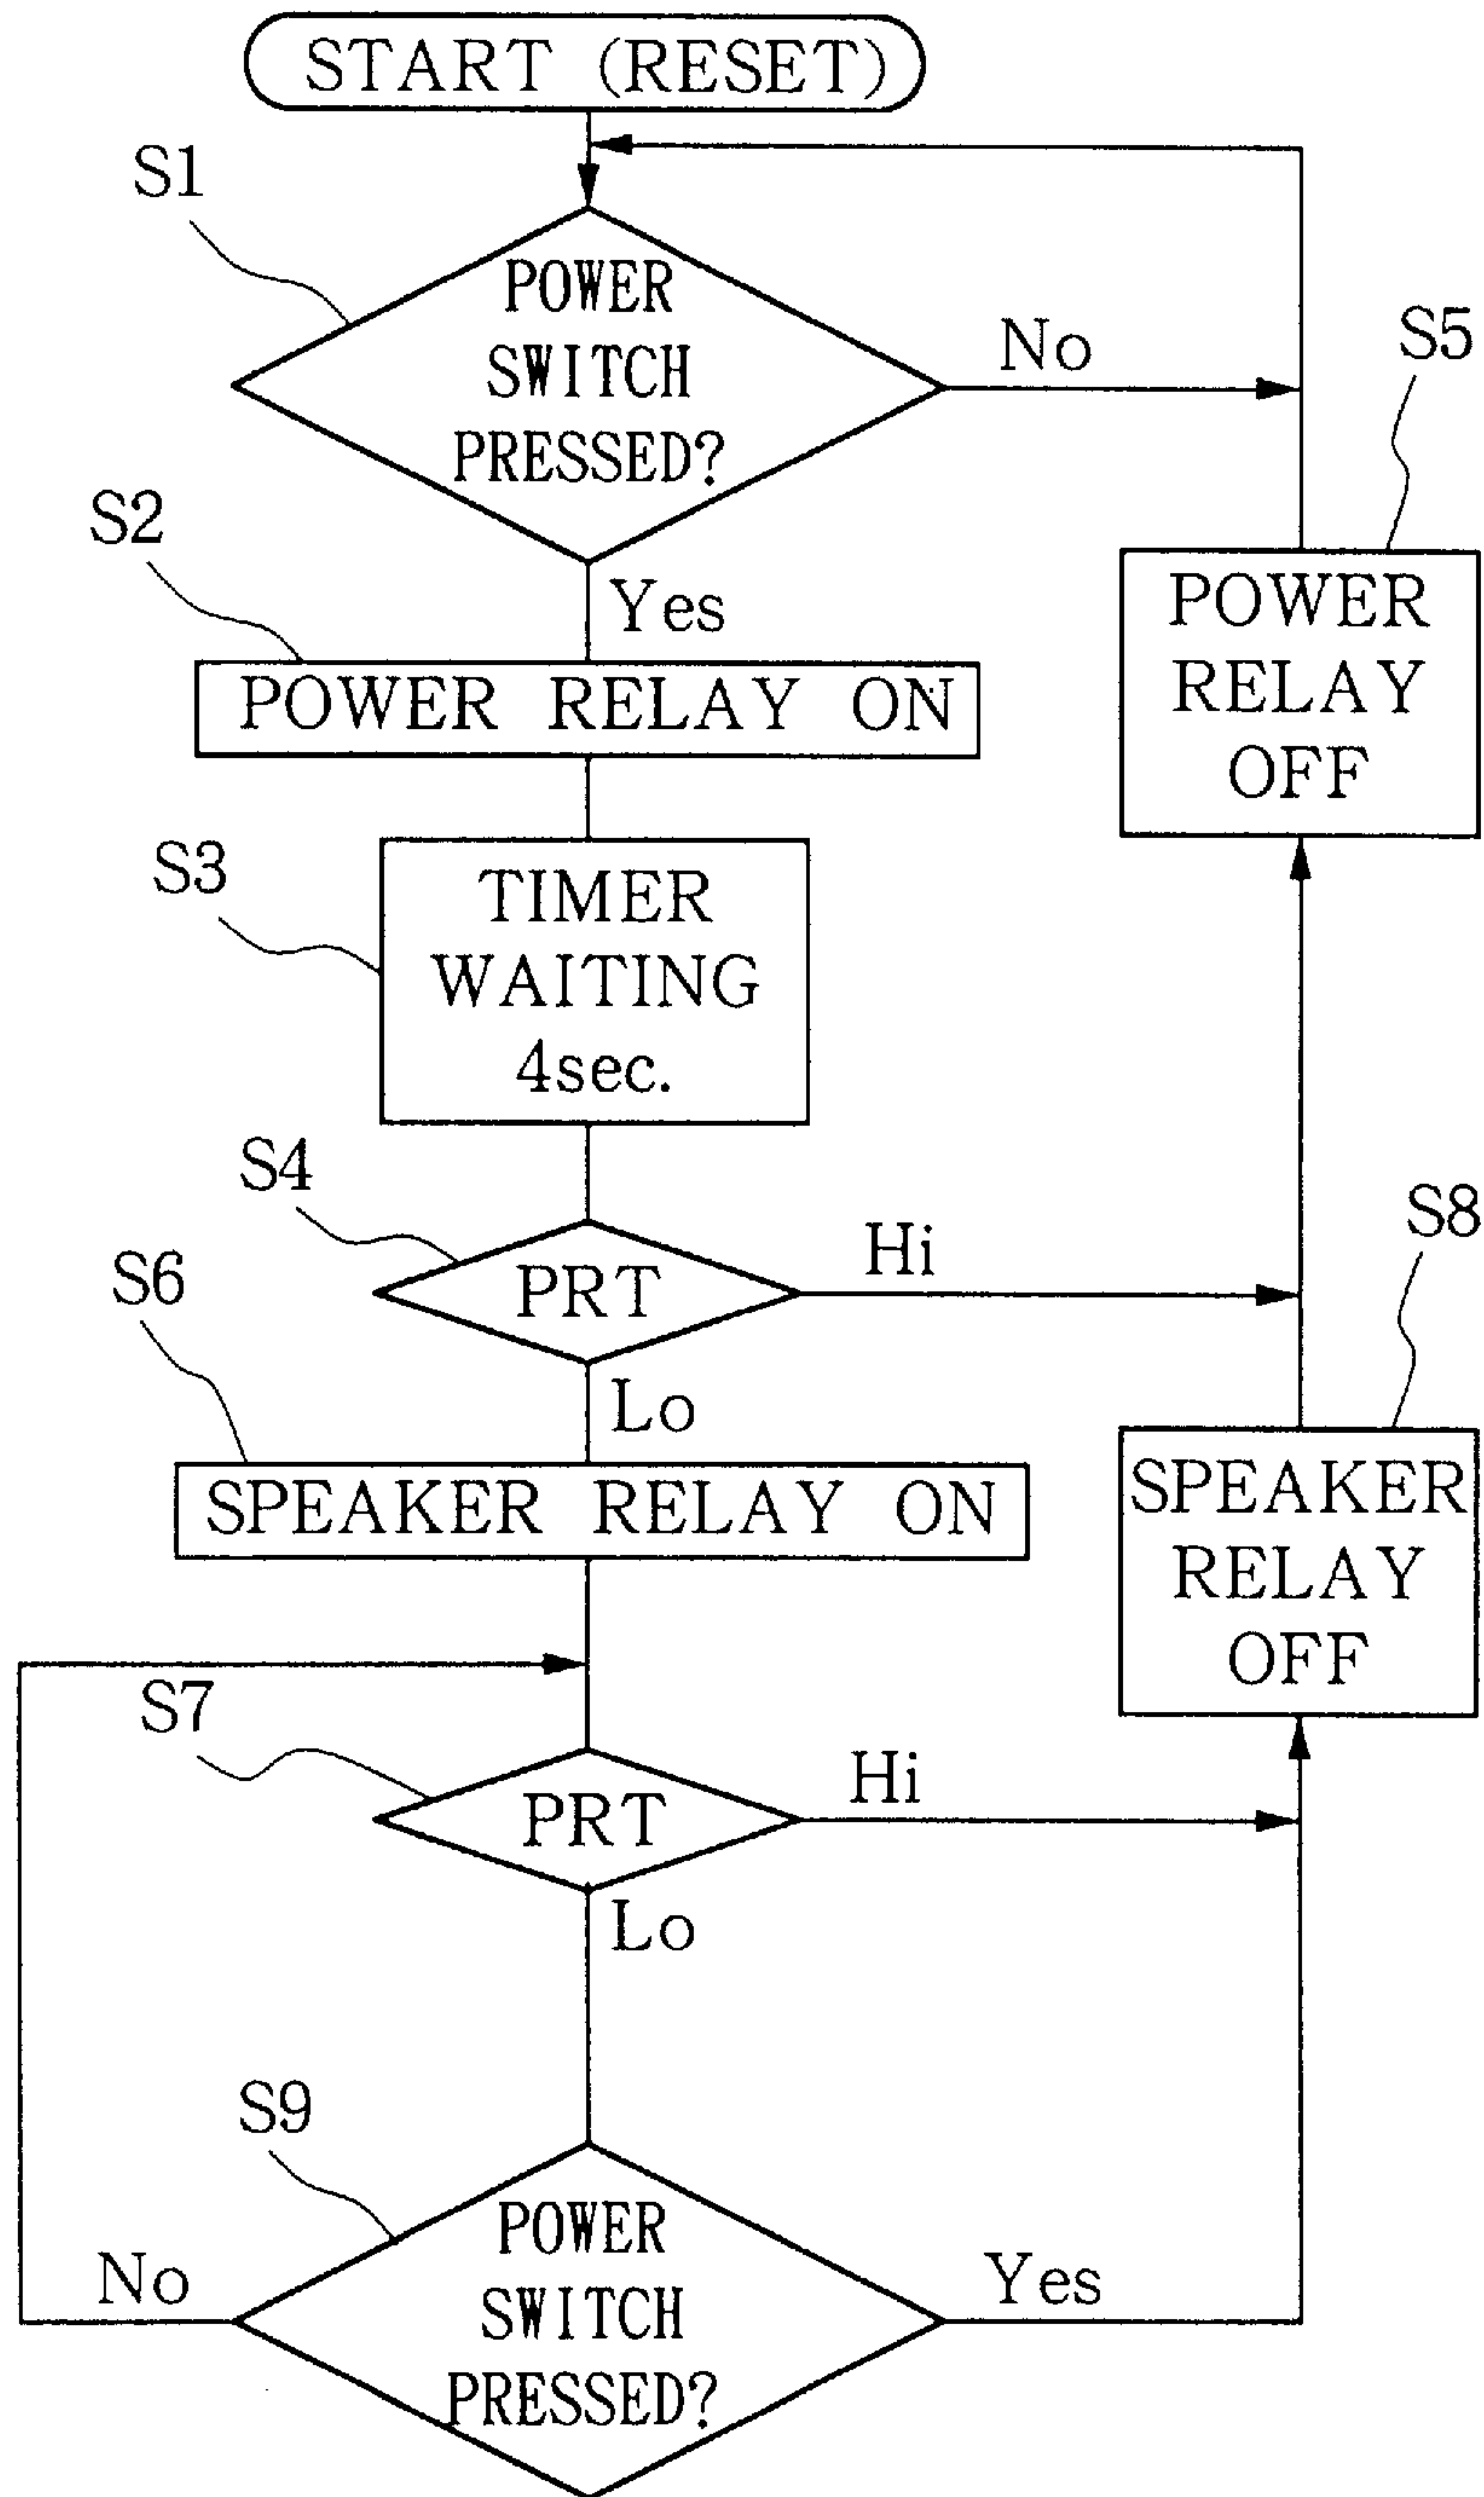 START (RESET)
S1
POWER
SWITCH
PRESSED?
No
S5
S2
Yes
POWER RELAY ON
POWER
RELAY
OFF
S3
TIMER
WAITING
4sec.
S4
PRT
Hi
S8
S6
Lo
SPEAKER RELAY ON
SPEAKER
RELAY
OFF
S7
PRT
Hi
Lo
S9
POWER
SWITCH
PRESSED?
No
Yes